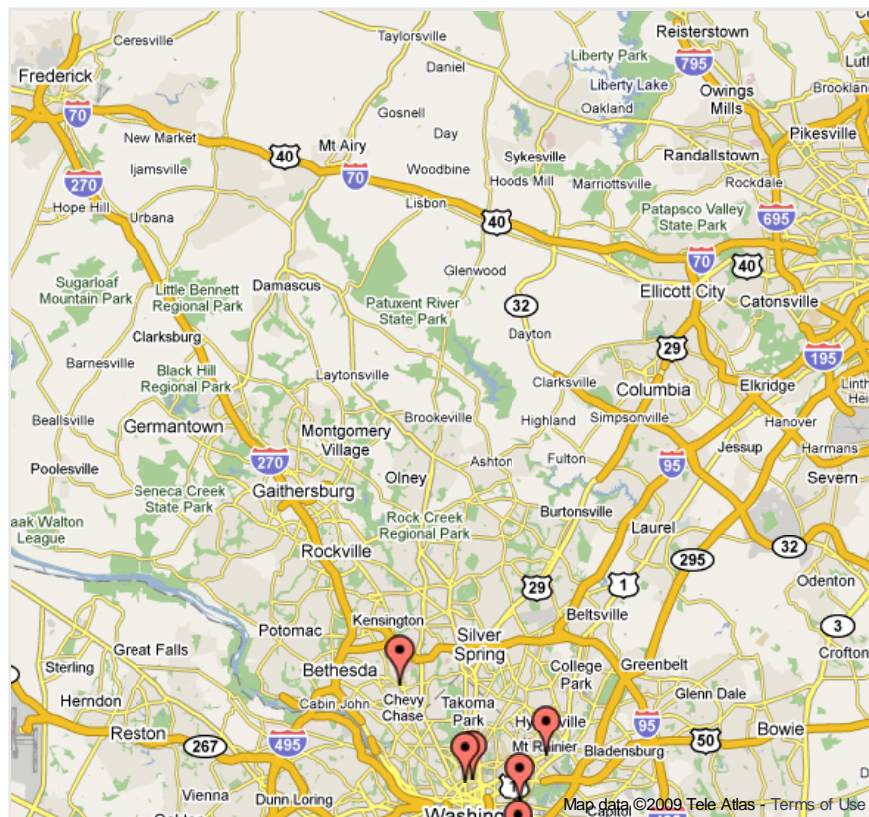 Ceresville
Taylorsville
Reisterstown
Liberty Park
795
Frederick
Daniel
Liberty Lake
Owings
Mills
70
Gosnell
Oakland
New Market
Day
Pikesville
40
Mt Airy
Sykesville
Randallstown
Ijamsville
70
Woodbine
Hoods Mill
Marriottsville
Rockdale
270
Hope Hill
Urbana
Lisbon
40
Patapsco Valley
State Park
695
Glenwood
70
40
Sugarloaf
Mountain Park
Little Bennett
Regional Park
Damascus
Patuxent River
State Park
32
Ellicott City
Catonsville
Clarksburg
Dayton
29
195
Barnesville
Black Hill
Regional Park
Laytonsville
Clarksville
Columbia
Elkridge
Beallsville
Germantown
Montgomery
Village
Brookeville
Highland
Simpsonville
Hanover
Poolesville
270
Ashton
Fulton
95
Jessup
Harmans
Severn
Seneca Creek
State Park
Gaithersburg
Olney
Rock Creek
Regional Park
Burtonsville
Laurel
aak Walton
League
Rockville
295
32
29
1
Odenton
Kensington
Beltsville
3
Potomac
Silver
Spring
Great Falls
Crofton
Sterling
Bethesda
College
Park
Greenbelt
Herndon
Cabin John
Chevy
Chase
Takoma
Park
Glenn Dale
Reston
267
495
95
50
Bowie
Bladensburg
Vienna
Dunn Loring
Washing
Capitol
Map data ©2009 Tele Atlas - Terms of Use